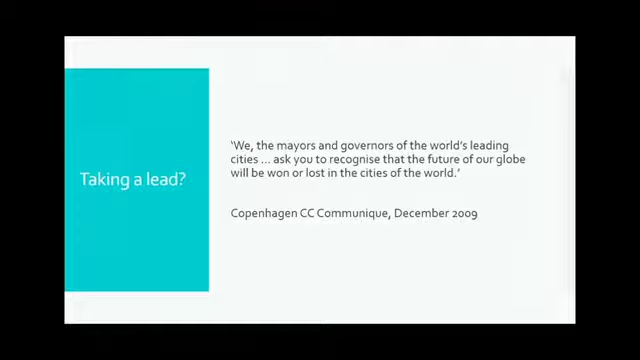 Taking a lead?
‘We, the mayors and governors of the world’s leading
cities ... ask you to recognise that the future of our globe
will be won or lost in the cities of the world.’
Copenhagen CC Communique, December 2009